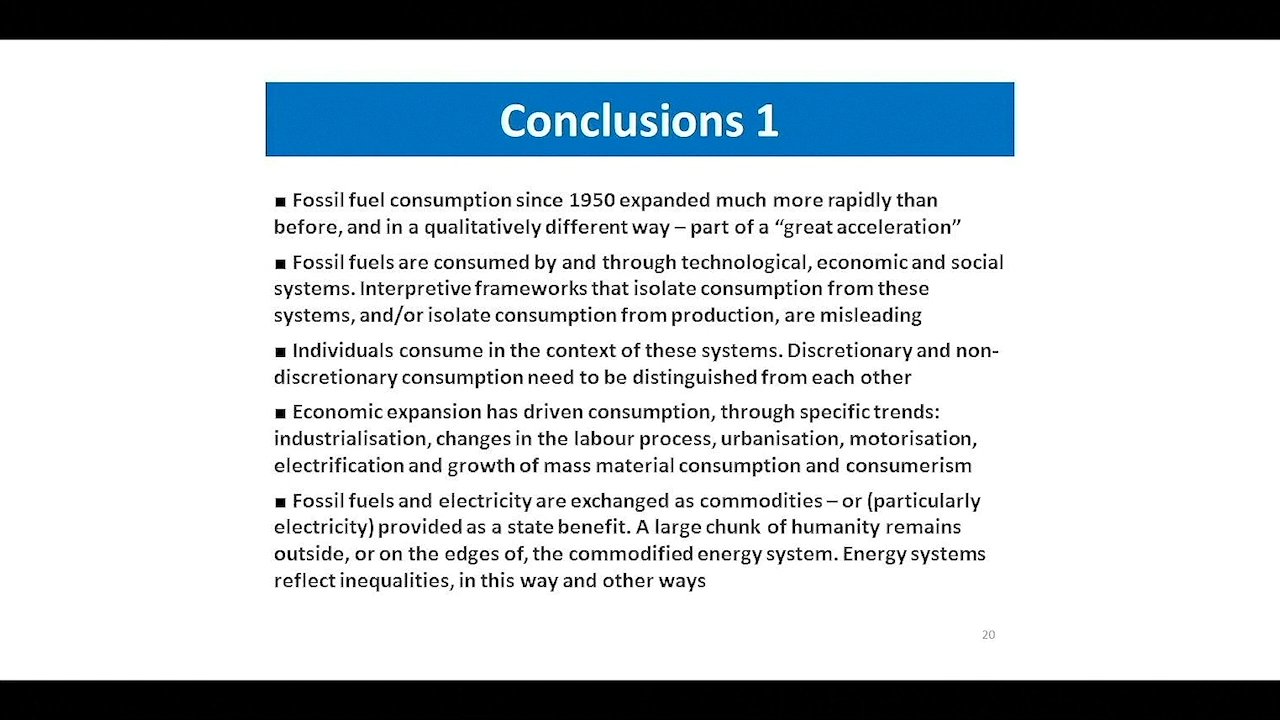 Conclusions 1
■ Fossil fuel consumption since 1950 expanded much more rapidly than
before, and in a qualitatively different way – part of a “great acceleration”
■ Fossil fuels are consumed by and through technological, economic and social
systems. Interpretive frameworks that isolate consumption from these
systems, and/or isolate consumption from production, are misleading
■ Individuals consume in the context of these systems. Discretionary and non-
discretionary consumption need to be distinguished from each other
■ Economic expansion has driven consumption, through specific trends:
industrialisation, changes in the labour process, urbanisation, motorisation,
electrification and growth of mass material consumption and consumerism
■ Fossil fuels and electricity are exchanged as commodities – or (particularly
electricity) provided as a state benefit. A large chunk of humanity remains
outside, or on the edges of, the commodified energy system. Energy systems
reflect inequalities, in this way and other ways
20